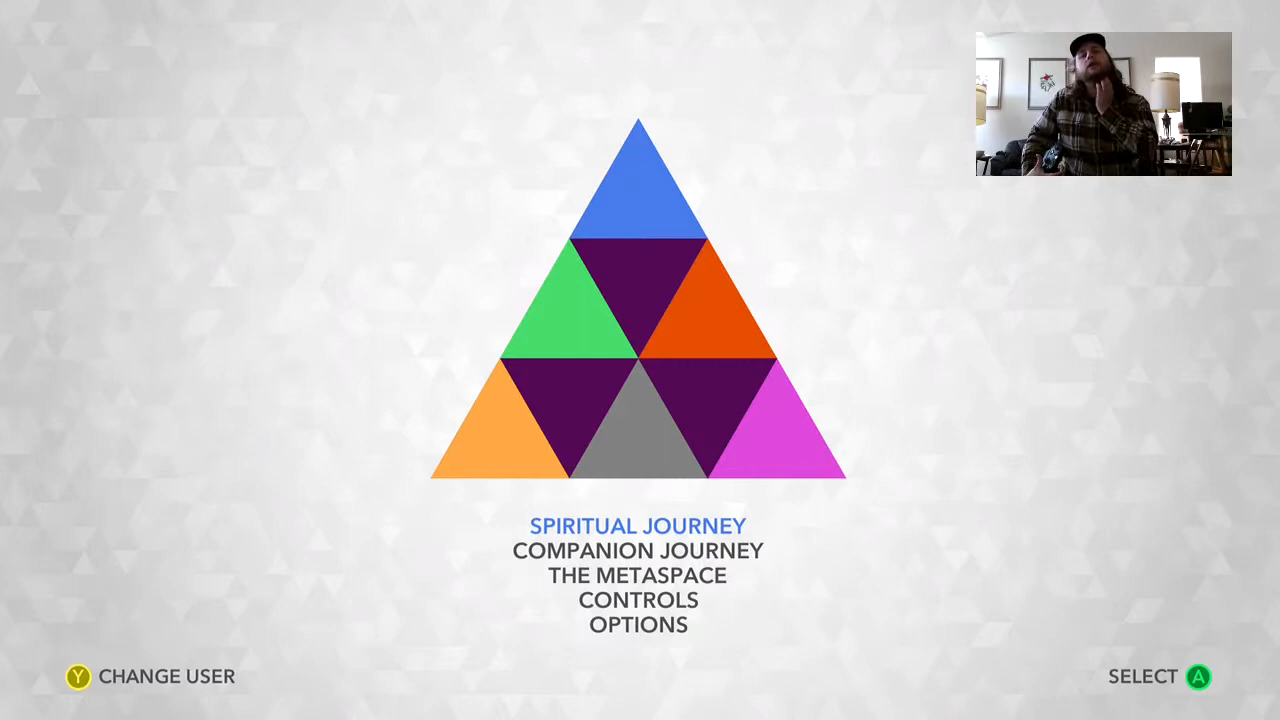 SPIRITUAL JOURNEY
COMPANION JOURNEY
THE METASPACE
CONTROLS
OPTIONS
Y CHANGE USER
SELECT A